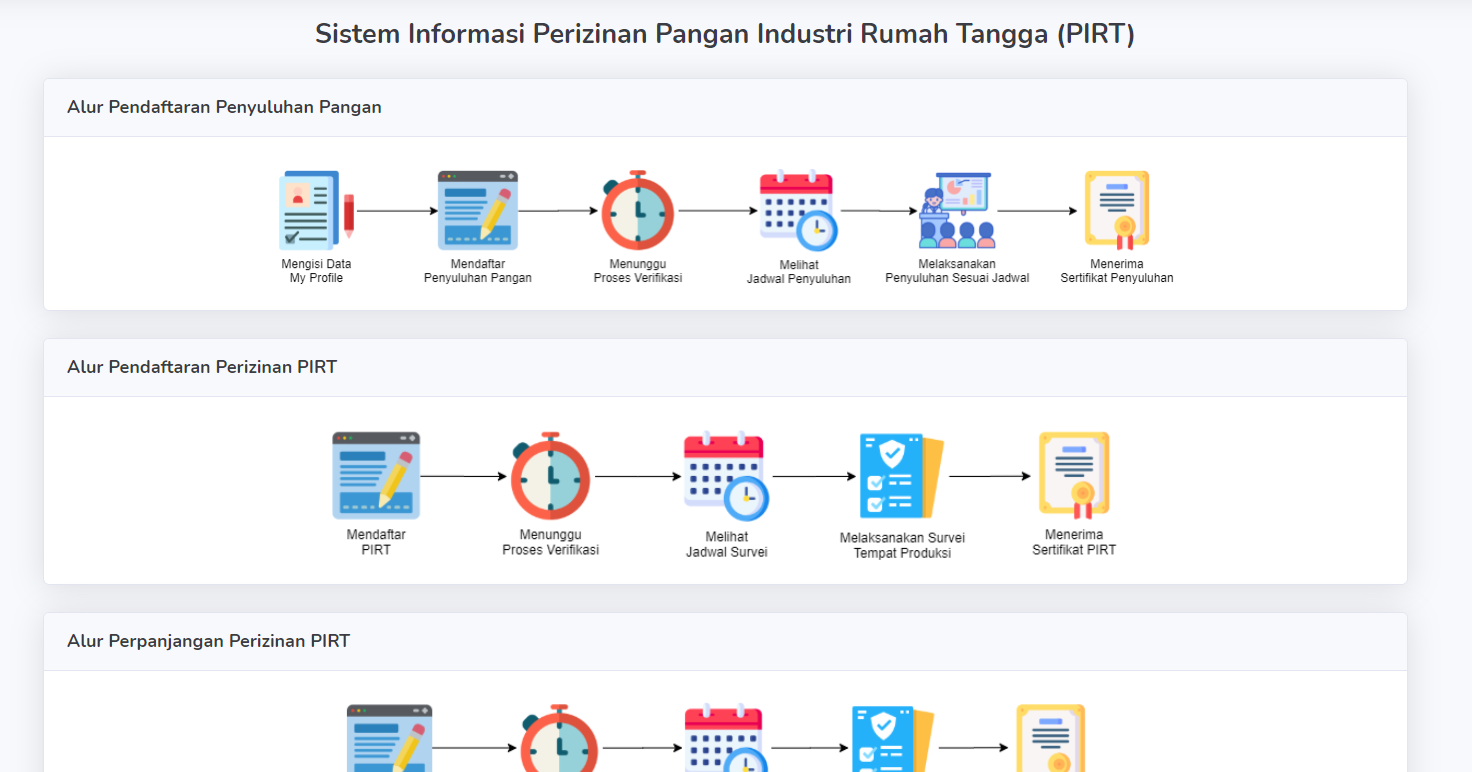 Sistem Informasi Perizinan Pangan Industri Rumah Tangga (PIRT)
Alur Pendaftaran Penyuluhan Pangan
Mengisi Data
My Profile
Mendaftar
Penyuluhan Pangan
Menunggu
Proses Verifikasi
Melihat
Jadwal Penyuluhan
Melaksanakan
Penyuluhan Sesuai Jadwal
Menerima
Sertifikat Penyuluhan
Alur Pendaftaran Perizinan PIRT
Mendaftar
PIRT
Menunggu
Proses Verifikasi
Melihat
Jadwal Survei
Melaksanakan Survei
Tempat Produksi
Menerima
Sertifikat PIRT
Alur Perpanjangan Perizinan PIRT